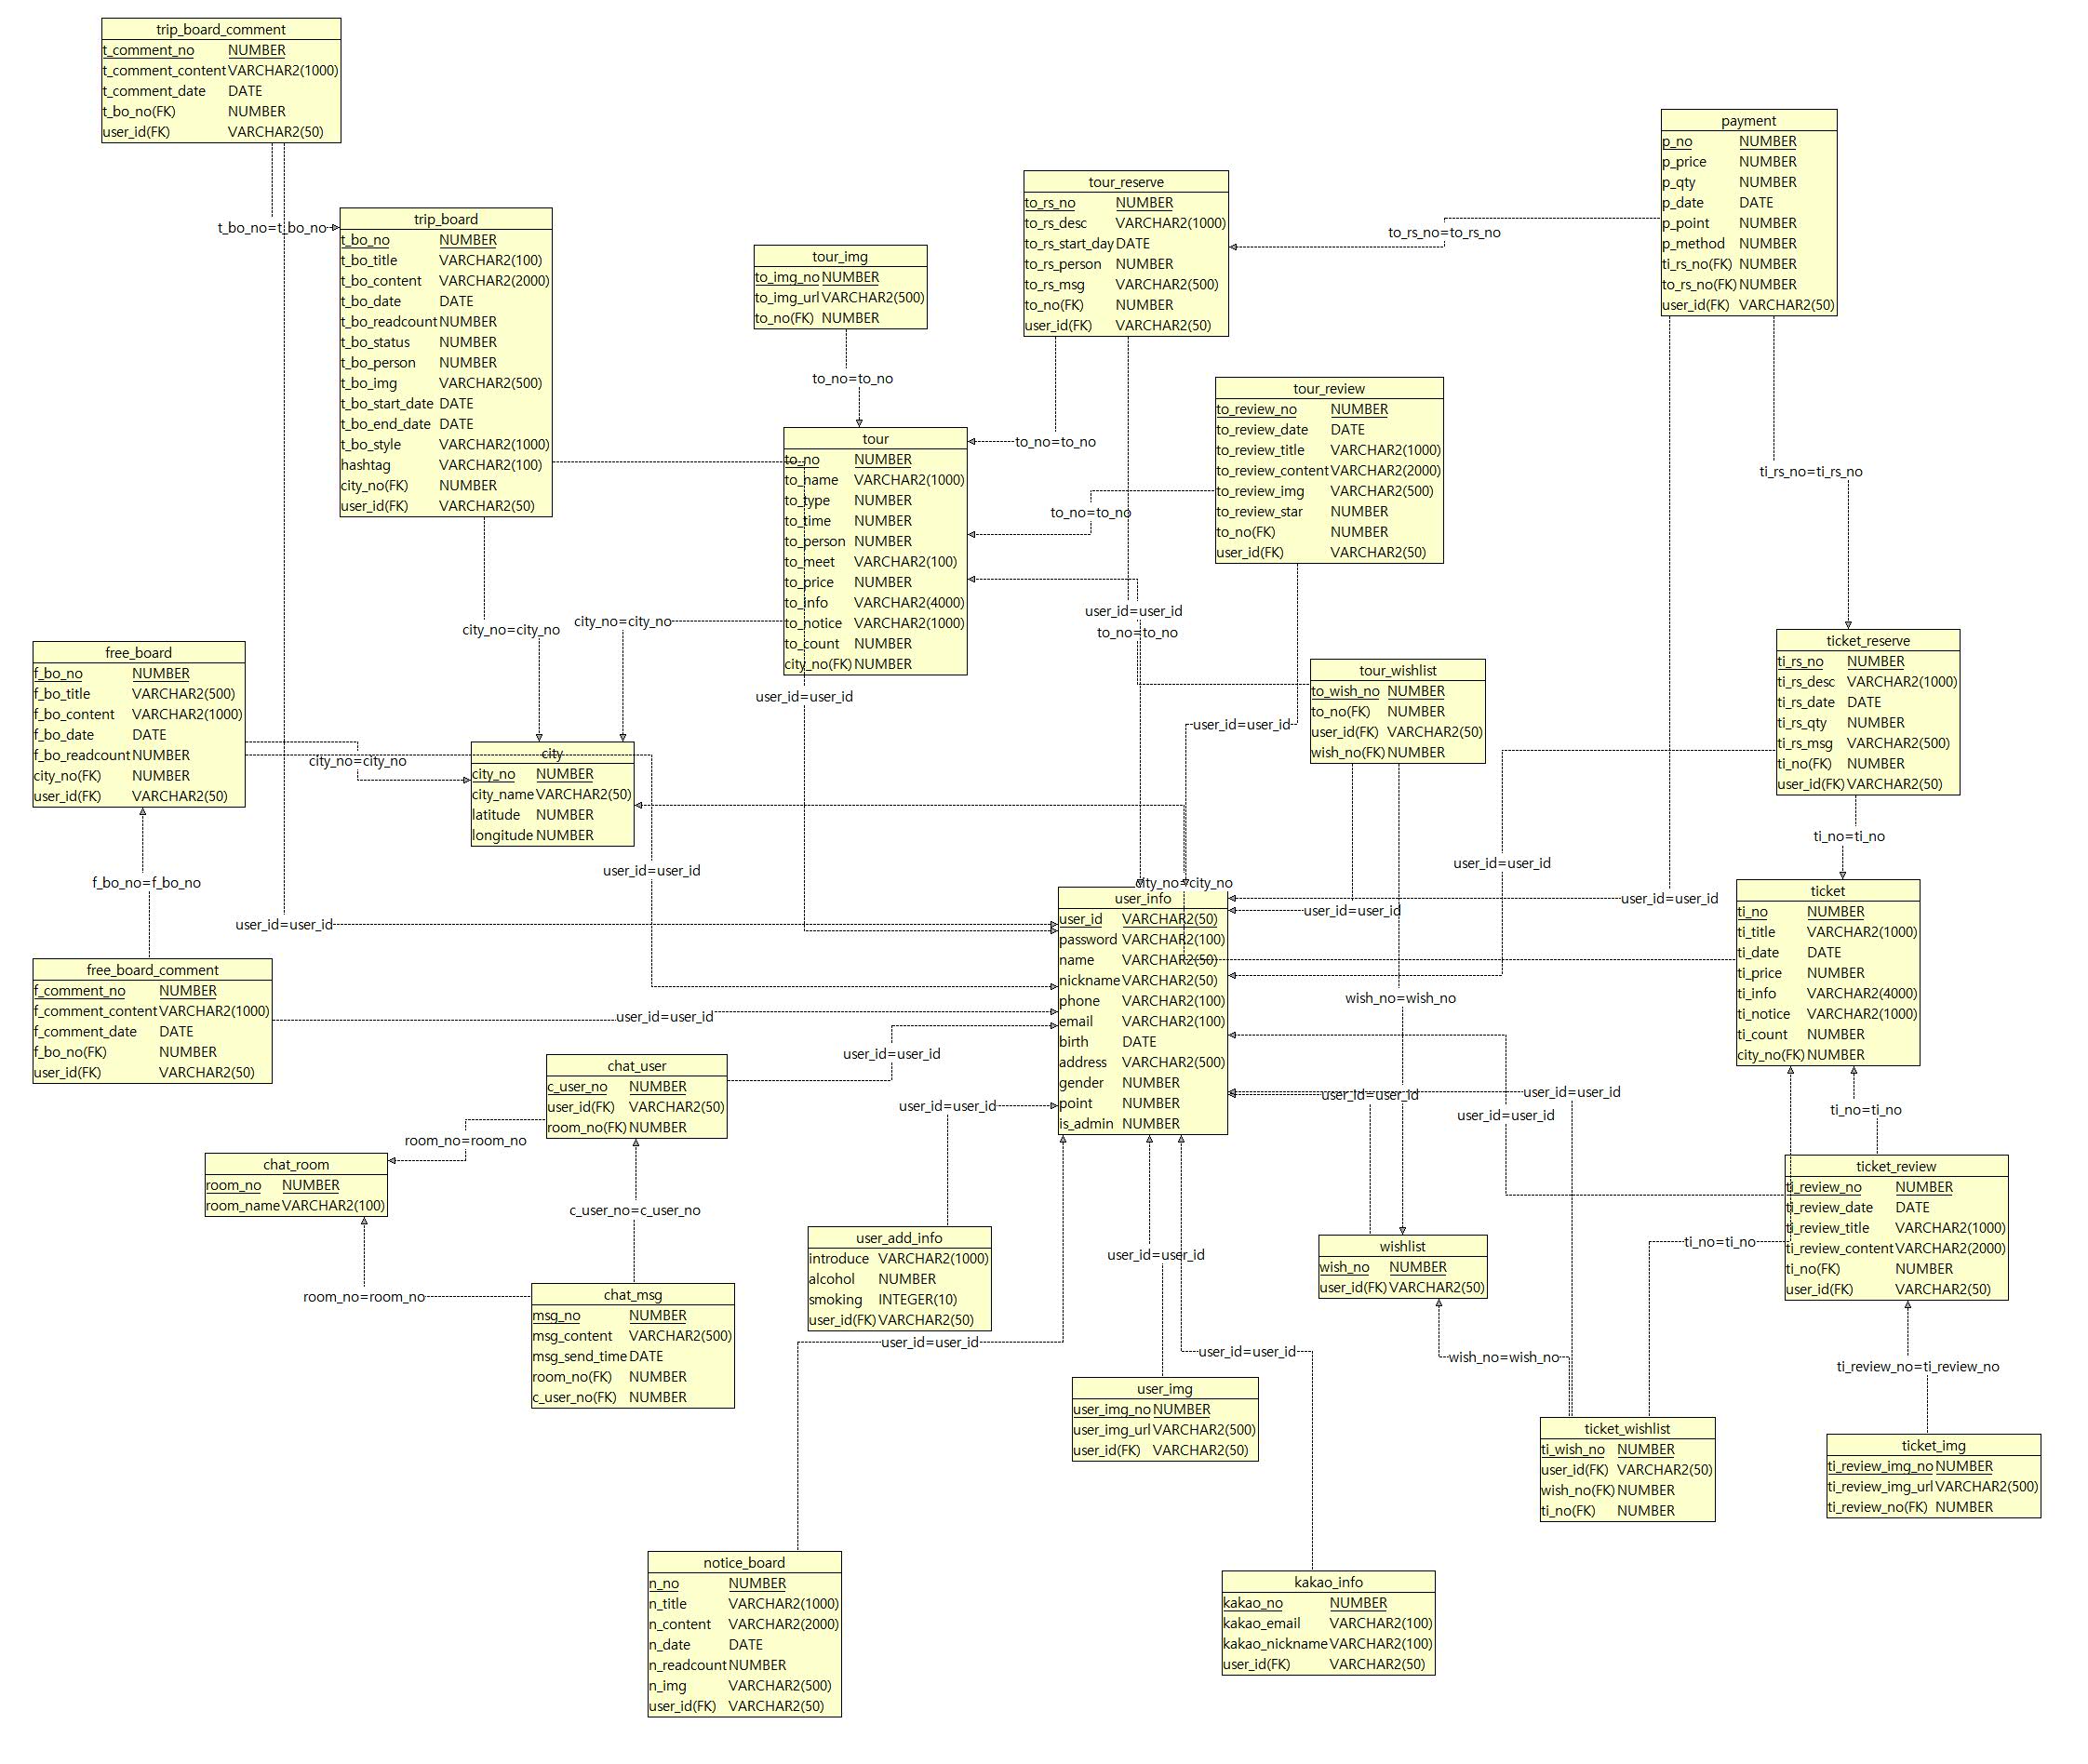 trip_board_comment
t_comment_no NUMBER
t_comment_content VARCHAR2(1000)
t_comment_date DATE
t_bo_no(FK) NUMBER
user_id(FK) VARCHAR2(50)
payment
p_no NUMBER
p_price NUMBER
p_qty NUMBER
p_date DATE
p_point NUMBER
p_method NUMBER
ti_rs_no(FK) NUMBER
to_rs_no(FK) NUMBER
user_id(FK) VARCHAR2(50)
tour_reserve
to_rs_no NUMBER
to_rs_desc VARCHAR2(1000)
to_rs_start_day DATE
to_rs_person NUMBER
to_rs_msg VARCHAR2(500)
to_no(FK) NUMBER
user_id(FK) VARCHAR2(50)
to_rs_no=to_rs_no
t_bo_no=t_bo_no
trip_board
t_bo_no NUMBER
t_bo_title VARCHAR2(100)
t_bo_content VARCHAR2(2000)
t_bo_date DATE
t_bo_readcount NUMBER
t_bo_status NUMBER
t_bo_person NUMBER
t_bo_img VARCHAR2(500)
t_bo_start_date DATE
t_bo_end_date DATE
t_bo_style VARCHAR2(1000)
hashtag VARCHAR2(100)
city_no(FK) NUMBER
user_id(FK) VARCHAR2(50)
tour_img
to_img_no NUMBER
to_img_url VARCHAR2(500)
to_no(FK) NUMBER
to_no=to_no
tour_review
to_review_no NUMBER
to_review_date DATE
to_review_title VARCHAR2(1000)
to_review_content VARCHAR2(2000)
to_review_img VARCHAR2(500)
to_review_star NUMBER
to_no(FK) NUMBER
user_id(FK) VARCHAR2(50)
tour
to_no NUMBER
to_name VARCHAR2(1000)
to_type NUMBER
to_time NUMBER
to_person NUMBER
to_meet VARCHAR2(100)
to_price NUMBER
to_info VARCHAR2(4000)
to_notice VARCHAR2(1000)
to_count NUMBER
city_no(FK) NUMBER
to_no=to_no
to_no=to_no
ti_rs_no=ti_rs_no
user_id=user_id
to_no=to_no
city_no=city_no
city_no=city_no
free_board
f_bo_no NUMBER
f_bo_title VARCHAR2(500)
f_bo_content VARCHAR2(1000)
f_bo_date DATE
f_bo_readcount NUMBER
city_no(FK) NUMBER
user_id(FK) VARCHAR2(50)
ticket_reserve
ti_rs_no NUMBER
ti_rs_desc VARCHAR2(1000)
ti_rs_date DATE
ti_rs_qty NUMBER
ti_rs_msg VARCHAR2(500)
ti_no(FK) NUMBER
user_id(FK) VARCHAR2(50)
tour_wishlist
to_wish_no NUMBER
to_no(FK) NUMBER
user_id(FK) VARCHAR2(50)
wish_no(FK) NUMBER
user_id=user_id
user_id=user_id
city_no=city_no
city
city_no NUMBER
city_name VARCHAR2(50)
latitude NUMBER
longitude NUMBER
ti_no=ti_no
user_id=user_id
user_id=user_id
f_bo_no=f_bo_no
city_no=city_no
user_info
user_id VARCHAR2(50)
password VARCHAR2(100)
name VARCHAR2(50)
nickname VARCHAR2(50)
phone VARCHAR2(100)
email VARCHAR2(100)
birth DATE
address VARCHAR2(500)
gender NUMBER
point NUMBER
is_admin NUMBER
user_id=user_id
user_id=user_id
user_id=user_id
ticket
ti_no NUMBER
ti_title VARCHAR2(1000)
ti_date DATE
ti_price NUMBER
ti_info VARCHAR2(4000)
ti_notice VARCHAR2(1000)
ti_count NUMBER
city_no(FK) NUMBER
free_board_comment
f_comment_no NUMBER
f_comment_content VARCHAR2(1000)
f_comment_date DATE
f_bo_no(FK) NUMBER
user_id(FK) VARCHAR2(50)
wish_no=wish_no
user_id=user_id
user_id=user_id
chat_user
c_user_no NUMBER
user_id(FK) VARCHAR2(50)
room_no(FK) NUMBER
user_id=user_id
user_id=user_id
user_id=user_id
user_id=user_id
ti_no=ti_no
room_no=room_no
chat_room
room_no NUMBER
room_name VARCHAR2(100)
ticket_review
ti_review_no NUMBER
ti_review_date DATE
ti_review_title VARCHAR2(1000)
ti_review_content VARCHAR2(2000)
ti_no(FK) NUMBER
user_id(FK) VARCHAR2(50)
c_user_no=c_user_no
user_add_info
introduce VARCHAR2(1000)
alcohol NUMBER
smoking INTEGER(10)
user_id(FK) VARCHAR2(50)
user_id=user_id
wishlist
wish_no NUMBER
user_id(FK) VARCHAR2(50)
ti_no=ti_no
room_no=room_no
chat_msg
msg_no NUMBER
msg_content VARCHAR2(500)
msg_send_time DATE
room_no(FK) NUMBER
c_user_no(FK) NUMBER
user_id=user_id
user_id=user_id
wish_no=wish_no
ti_review_no=ti_review_no
user_img
user_img_no NUMBER
user_img_url VARCHAR2(500)
user_id(FK) VARCHAR2(50)
ticket_wishlist
ti_wish_no NUMBER
user_id(FK) VARCHAR2(50)
wish_no(FK) NUMBER
ti_no(FK) NUMBER
ticket_img
ti_review_img_no NUMBER
ti_review_img_url VARCHAR2(500)
ti_review_no(FK) NUMBER
notice_board
n_no NUMBER
n_title VARCHAR2(1000)
n_content VARCHAR2(2000)
n_date DATE
n_readcount NUMBER
n_img VARCHAR2(500)
user_id(FK) VARCHAR2(50)
kakao_info
kakao_no NUMBER
kakao_email VARCHAR2(100)
kakao_nickname VARCHAR2(100)
user_id(FK) VARCHAR2(50)